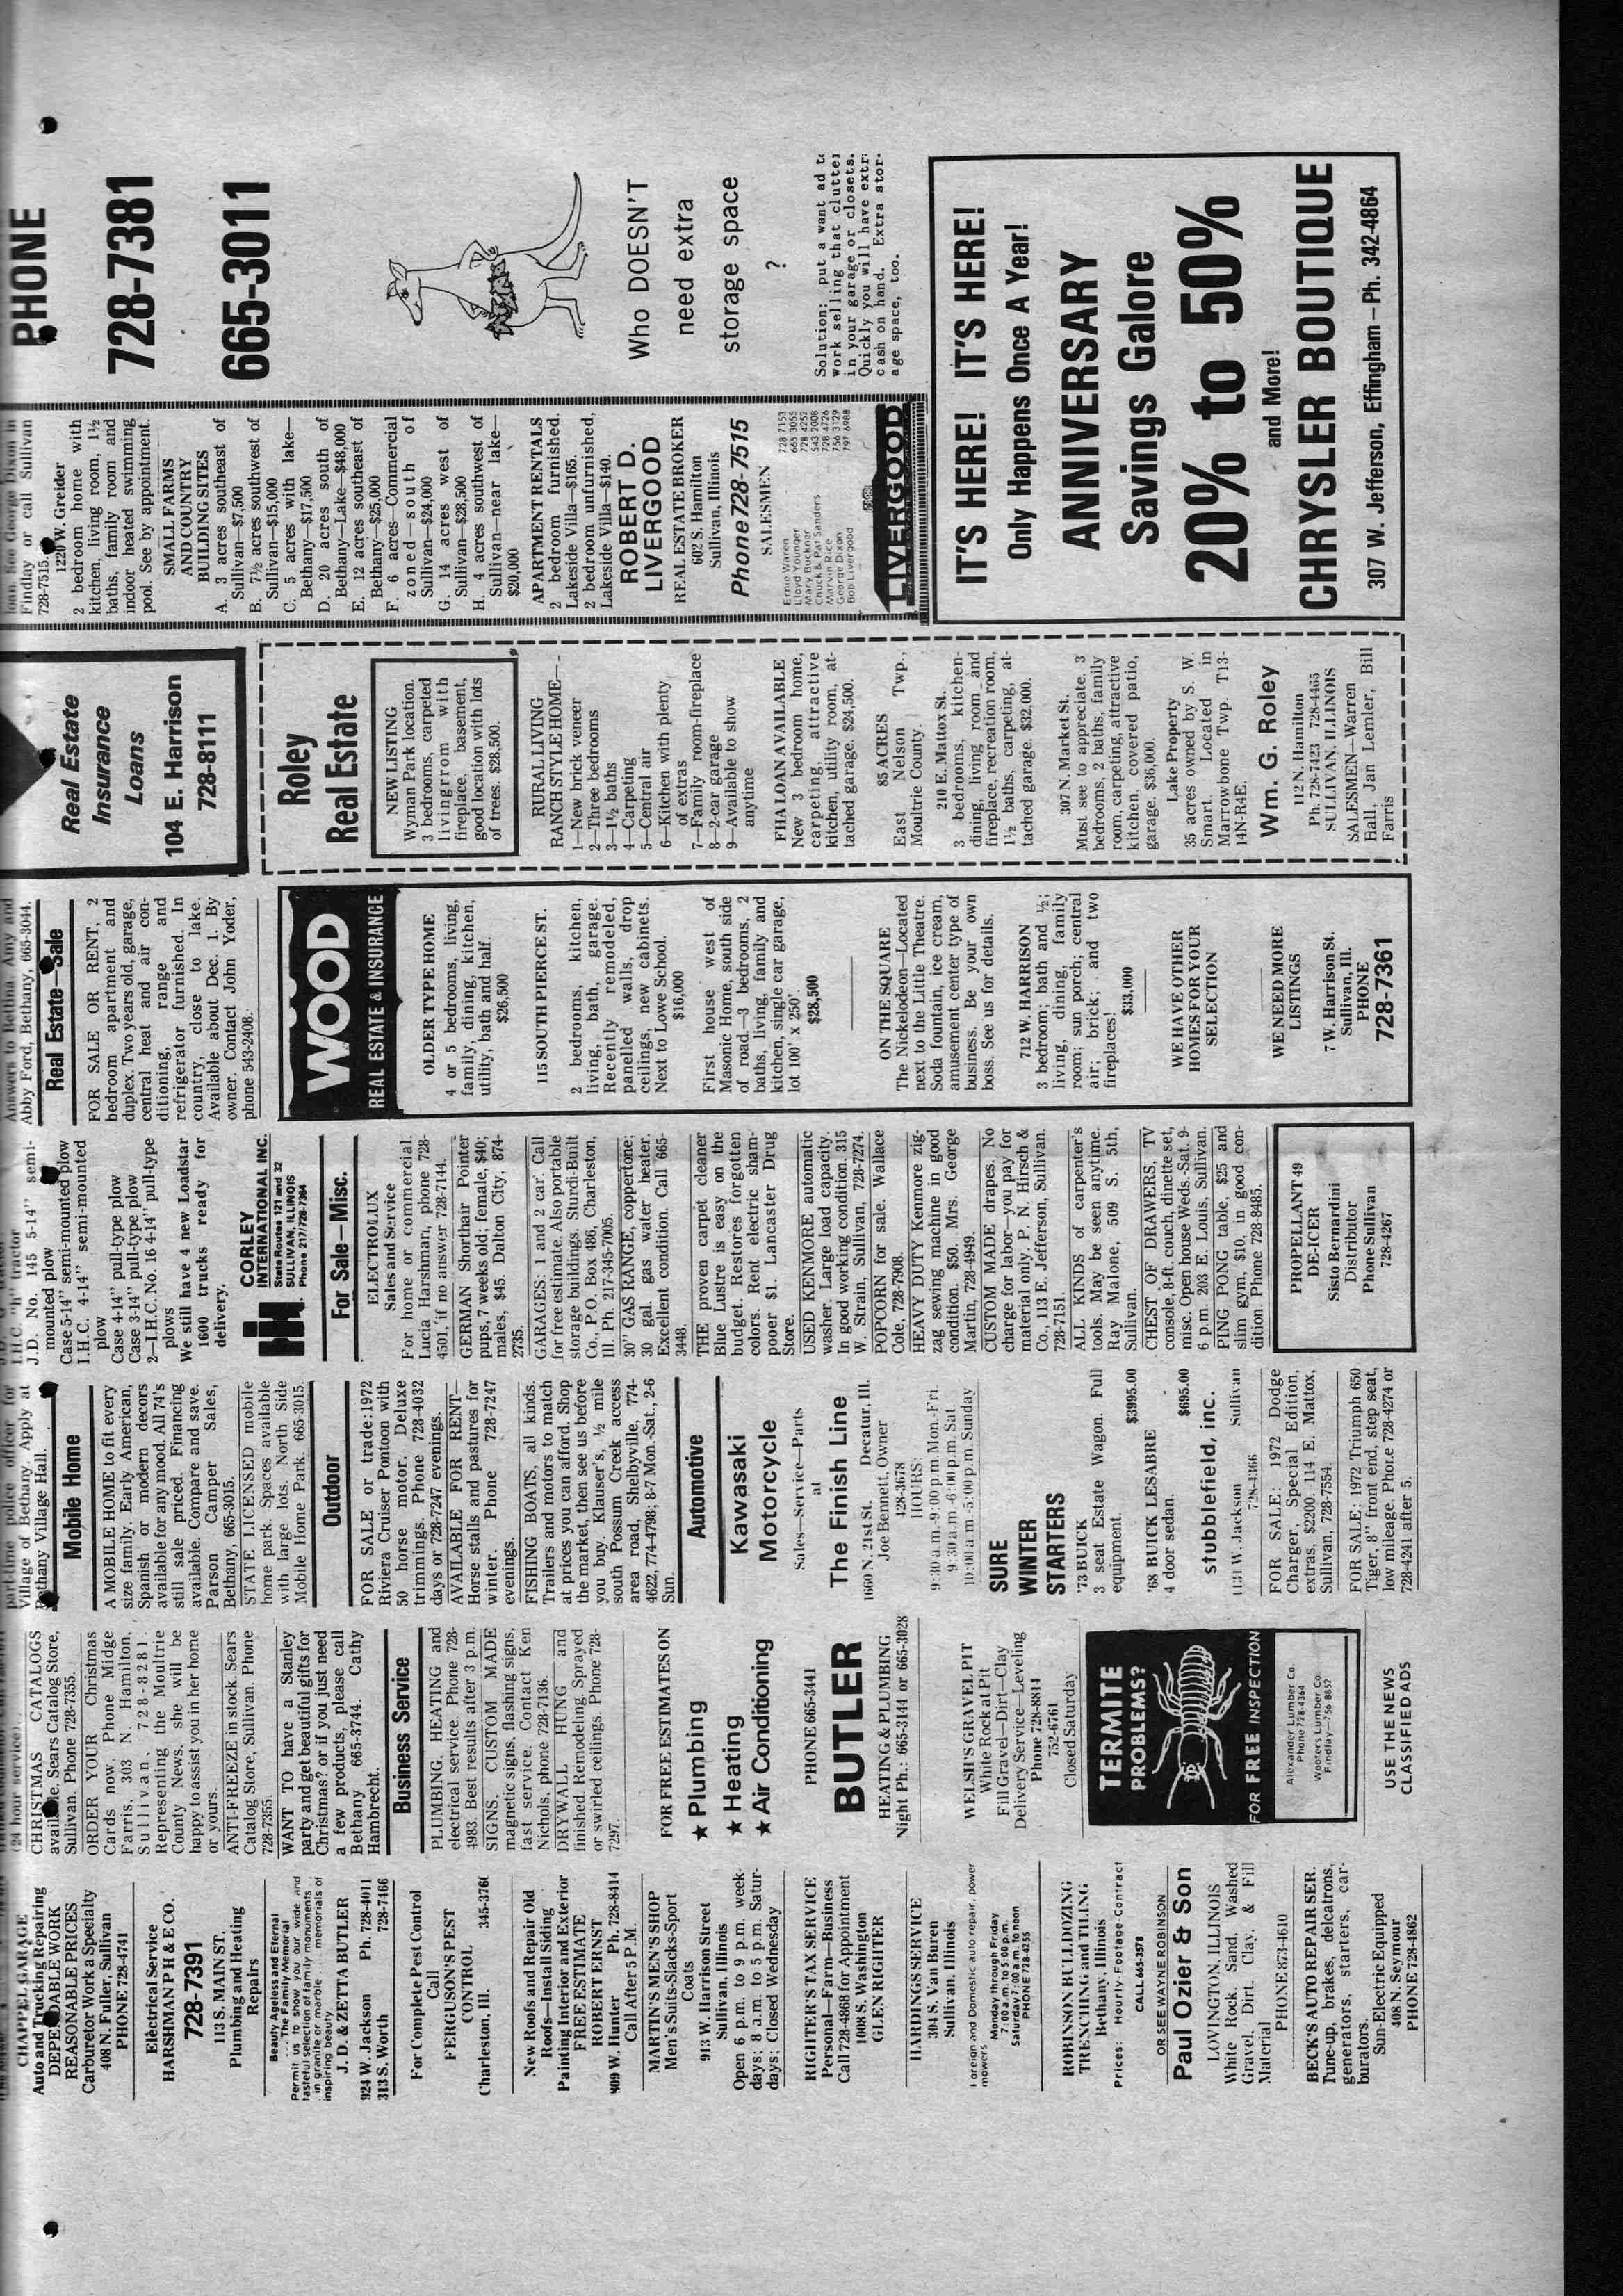 CHAPEL GARAGE
Auto and Trucking Repairing
DEPENDABLE WORK
REASONABLE PRICES
Carburetor Work a Specialty
408 N. Fuller, Sullivan
PHONE 728-4741
Electrical Service
HARSHMAN P H & E CO.
728-7391
113 S. MAIN ST.
Plumbing and Heating
Repairs
Beauty Ageless and Eternal
. . . The Family Memorial
Permit us to show you our wide and
tasteful selection of family monuments
in granite or marble . . . memorials of
inspiring beauty
J. D. & ZETTA BUTLER
924 W. Jackson Ph. 728-4011
313 S. Worth 728-7466
For Complete Pest Control
Call
FERGUSON'S PEST
CONTROL
Charleston, Ill.
New Roofs and Repair Old
Roofs—Install Siding
Painting Interior and Exterior
FREE ESTIMATE
ROBERT ERNST
909 W. Hunter Ph. 728-8414
Call After 5 P.M.
MARTIN'S MEN'S SHOP
Men's Suits-Slacks-Sport
Coats
913 W. Harrison Street
Sullivan, Illinois
Open 6 p.m. to 9 p.m. week-
days; 8 a.m. to 5 p.m. Satur-
days; Closed Wednesday
RIGHTER'S TAX SERVICE
Personal—Farm—Business
Call 728-4868 for Appointment
1008 S. Washington
GLEN RIGHTER
HARDINGS SERVICE
304 S. Van Buren
Sullivan, Illinois
Foreign and Domestic auto repair, power
mowers
Monday through Friday
7:00 a.m. to 5:00 p.m.
Saturday 7:00 a.m. to noon
PHONE 728-4255
ROBINSON BULLDOZING
TRENCHING and TILING
Bethany, Illinois
Prices: Hourly-Footage-Contract
CALL 665-3578
OR SEE WAYNE ROBINSON
Paul Ozier & Son
LOVINGTON, ILLINOIS
White Rock, Sand, Washed
Gravel, Dirt, Clay, & Fill
Material
PHONE 873-4610
BECK'S AUTO REPAIR SER.
Tune-up, brakes, delcatrons,
generators, starters, car-
burators.
Sun-Electric Equipped
408 N. Seymour
PHONE 728-4862
(24 hour service).
CHRISTMAS CATALOGS
available. Sears Catalog Store,
Sullivan. Phone 728-7355.
ORDER YOUR Christmas
Cards now. Phone Midge
Farris, 303 N. Hamilton,
Sullivan, 728-8281.
Representing the Moultrie
County News, she will be
happy to assist you in her home
or yours.
ANTI-FREEZE in stock. Sears
Catalog Store, Sullivan. Phone
728-7355.
WANT TO have a Stanley
party and get beautiful gifts for
Christmas? or if you just need
a few products, please call
Bethany 665-3744. Cathy
Hambrecht.
Business Service
PLUMBING, HEATING and
electrical service. Phone 728-
4983. Best results after 3 p.m.
SIGNS, CUSTOM MADE
magnetic signs, flashing signs,
fast service. Contact Ken
Nichols, phone 728-7136.
DRYWALL HUNG and
finished. Remodeling. Sprayed
or swirled ceilings. Phone 728-
7297.
FOR FREE ESTIMATES ON
★ Plumbing
★ Heating
★ Air Conditioning
PHONE 665-3441
BUTLER
HEATING & PLUMBING
Night Ph.: 665-3144 or 665-3028
WELSH'S GRAVEL PIT
White Rock at Pit
Fill Gravel—Dirt—Clay
Delivery Service—Leveling
Phone 728-8814
752-6761
Closed Saturday
TERMITE
PROBLEMS?
FOR FREE INSPECTION
Alexander Lumber Co.
Phone 728-4364
Wooters Lumber Co.
Findlay—756-8857
USE THE NEWS
CLASSIFIED ADS
part-time police officer for
Village of Bethany. Apply at
Bethany Village Hall.
Mobile Home
A MOBILE HOME to fit every
size family. Early American,
Spanish or modern decors
available for any mood. All 74's
still sale priced. Financing
available. Compare and save.
Parson Camper Sales,
Bethany, 665-3015.
STATE LICENSED mobile
home park. Spaces available
with large lots. North Side
Mobile Home Park. 665-3015.
Outdoor
FOR SALE or trade: 1972
Riviera Cruiser Pontoon with
50 horse motor. Deluxe
trimmings. Phone 728-4032
days or 728-7247 evenings.
AVAILABLE FOR RENT—
Horse stalls and pastures for
winter. Phone 728-7247
evenings.
FISHING BOATS, all kinds.
Trailers and motors to match
at prices you can afford. Shop
the market, then see us before
you buy. Klauser's, ½ mile
south Possum Creek access
area road, Shelbyville, 774-
4622, 774-4798; 8-7 Mon.-Sat., 2-6
Sun.
Automotive
Kawasaki
Motorcycle
Sales—Service—Parts
at
The Finish Line
1660 N. 21st St. Decatur, Ill.
Joe Bennett, Owner
428-3678
HOURS:
9:30 a.m.-9:00 p.m. Mon.-Fri.
9:30 a.m.-6:00 p.m. Sat.
10:00 a.m.-5:00 p.m. Sunday
SURE
WINTER
STARTERS
'73 BUICK
3 seat Estate Wagon. Full
equipment. $3995.00
'68 BUICK LESABRE
4 door sedan. $695.00
Stubblefield, inc.
1131 W. Jackson Sullivan
728-4366
FOR SALE: 1972 Dodge
Charger, Special Edition,
extras, $2200. 114 E. Mattox,
Sullivan, 728-7554.
FOR SALE: 1972 Triumph 650
Tiger, 8" front end, step seat,
low mileage. Phone 728-4274 or
728-4241 after 5.
I.H.C. "h" tractor
J.D. No. 145 5-14" semi-
mounted plow
Case 5-14" semi-mounted plow
I.H.C. 4-14" semi-mounted
plow
Case 4-14" pull-type plow
Case 3-14" pull-type plow
2—I.H.C. No. 16 4-14" pull-type
plows
We still have 4 new Loadstar
1600 trucks ready for
delivery.
CORLEY
INTERNATIONAL INC.
State Routes 121 and 32
SULLIVAN, ILLINOIS
Phone 217/728-7364
For Sale—Misc.
ELECTROLUX
Sales and Service
For home or commercial.
Lucia Harshman, phone 728-
4501, if no answer 728-7144.
GERMAN Shorthair Pointer
pups, 7 weeks old; female, $40;
males, $45. Dalton City, 874-
2735.
GARAGES: 1 and 2 car. Call
for free estimate. Also portable
storage buildings. Sturdi-Built
Co., P.O. Box 486, Charleston,
Ill. Ph. 217-345-7005.
30" GAS RANGE, coppertone;
30 gal. gas water heater.
Excellent condition. Call 665-
3448.
THE proven carpet cleaner
Blue Lustre is easy on the
budget. Restores forgotten
colors. Rent electric sham-
pooer $1. Lancaster Drug
Store.
USED KENMORE automatic
washer. Large load capacity.
In good working condition. 315
W. Strain, Sullivan, 728-7274.
POPCORN for sale. Wallace
Cole, 728-7908.
HEAVY DUTY Kenmore zig-
zag sewing machine in good
condition. $50. Mrs. George
Martin, 728-4949.
CUSTOM MADE drapes. No
charge for labor—you pay for
material only. P. N. Hirsch &
Co. 113 E. Jefferson, Sullivan.
728-7151.
ALL KINDS of carpenter's
tools. May be seen anytime.
Ray Malone, 509 S. 5th,
Sullivan.
CHEST OF DRAWERS, TV
console, 8-ft. couch, dinette set,
misc. Open house Weds.-Sat. 9-
6 p.m. 203 E. Louis, Sullivan.
PING PONG table, $25 and
slim gym, $10, in good con-
dition. Phone 728-8485.
PROPELLANT 49
DE-ICER
Sisto Bernardini
Distributor
Phone Sullivan
728-4267
Answers to Bettina. Amy and
Abby Ford, Bethany, 665-3044.
Real Estate—Sale
FOR SALE OR RENT, 2
bedroom apartment and
duplex. Two years old, garage,
central heat and air con-
ditioning, range and
refrigerator furnished. In
country, close to lake.
Available about Dec. 1. By
owner. Contact John Yoder,
phone 543-2408.
WOOD
REAL ESTATE & INSURANCE
OLDER TYPE HOME
4 or 5 bedrooms, living,
family, dining, kitchen,
utility, bath and half.
$26,500
115 SOUTH PIERCE ST.
2 bedrooms, kitchen,
living, bath, garage.
Recently remodeled,
panelled walls, drop
ceilings, new cabinets.
Next to Lowe School.
$16,000
First house west of
Masonic Home, south side
of road.—3 bedrooms, 2
baths, living, family and
kitchen, single car garage,
lot 100' x 250'.
$28,500
ON THE SQUARE
The Nickelodeon—Located
next to the Little Theatre.
Soda fountain, ice cream,
amusement center type of
business. Be your own
boss. See us for details.
712 W. HARRISON
3 bedroom; bath and ½;
living, dining, family
room; sun porch; central
air; brick; and two
fireplaces!
$33,000
WE HAVE OTHER
HOMES FOR YOUR
SELECTION
WE NEED MORE
LISTINGS
7 W. Harrison St.
Sullivan, Ill.
PHONE
728-7361
Real Estate
Insurance
Loans
104 E. Harrison
728-8111
Roley
Real Estate
NEW LISTING
Wyman Park location.
3 bedrooms, carpeted
livingrrom with
fireplace, basement,
good location with lots
of trees. $28,500.
RURAL LIVING
RANCH STYLE HOME—
1—New brick veneer
2—Three bedrooms
3—1½ baths
4—Carpeting
5—Central air
6—Kitchen with plenty
of extras
7—Family room-fireplace
8—2-car garage
9—Available to show
anytime
FHA LOAN AVAILABLE
New 3 bedroom home,
carpeting, attractive
kitchen, utility room, at-
tached garage. $24,500.
85 ACRES
East Nelson Twp.,
Moultrie County.
210 E. Mattox St.
3 bedrooms, kitchen-
dining, living room and
fireplace, recreation room,
1½ baths, carpeting, at-
tached garage. $32,000.
307 N. Market St.
Must see to appreciate. 3
bedrooms, 2 baths, family
room, carpeting, attractive
kitchen, covered patio,
garage. $36,000.
Lake Property
35 acres owned by S. W.
Smart. Located in
Marrowbone Twp. T13-
14N-R4E.
Wm. G. Roley
112 N. Hamilton
Ph. 728-7423 728-4465
SULLIVAN, ILLINOIS
SALESMEN—Warren
Hall, Jan Lemler, Bill
Farris
loan. See George Dixon in
Findlay or call Sullivan
728-7515.
1220 W. Greider
2 bedroom home with
kitchen, living room, 1½
baths, family room and
indoor heated swimming
pool. See by appointment.
SMALL FARMS
AND COUNTRY
BUILDING SITES
A. 3 acres southeast of
Sullivan—$7,500
B. 7½ acres southwest of
Sullivan—$15,000
C. 5 acres with lake—
Bethany—$17,500
D. 20 acres south of
Bethany—Lake—$48,000
E. 12 acres southeast of
Bethany—$25,000
F. 6 acres—Commercial
zoned—south of
Sullivan—$24,000
G. 14 acres west of
Sullivan—$28,500
H. 4 acres southwest of
Sullivan—near lake—
$20,000
APARTMENT RENTALS
2 bedroom furnished.
Lakeside Villa—$165.
2 bedroom unfurnished,
Lakeside Villa—$140.
ROBERT D.
LIVERGOOD
REAL ESTATE BROKER
602 S. Hamilton
Sullivan, Illinois
Phone 728-7515
SALESMEN
Ernie Warren 728 7153
Lloyd Younger 665 3055
Mary Buckner 728 4252
Chuck & Pat Sanders 543 2008
Marvin Rice 728 4726
George Dixon 756 3129
Bob Livergood 797 6988
LIVERGOOD
PHONE
728-7381
665-3011
Who DOESN'T
need extra
storage space
?
Solution: put a want ad to
work selling that clutter
in your garage or closets.
Quickly you will have extra
cash on hand. Extra stor-
age space, too.
IT'S HERE! IT'S HERE!
Only Happens Once A Year!
ANNIVERSARY
Savings Galore
20% to 50%
and More!
CHRYSLER BOUTIQUE
307 W. Jefferson, Effingham—Ph. 342-4864